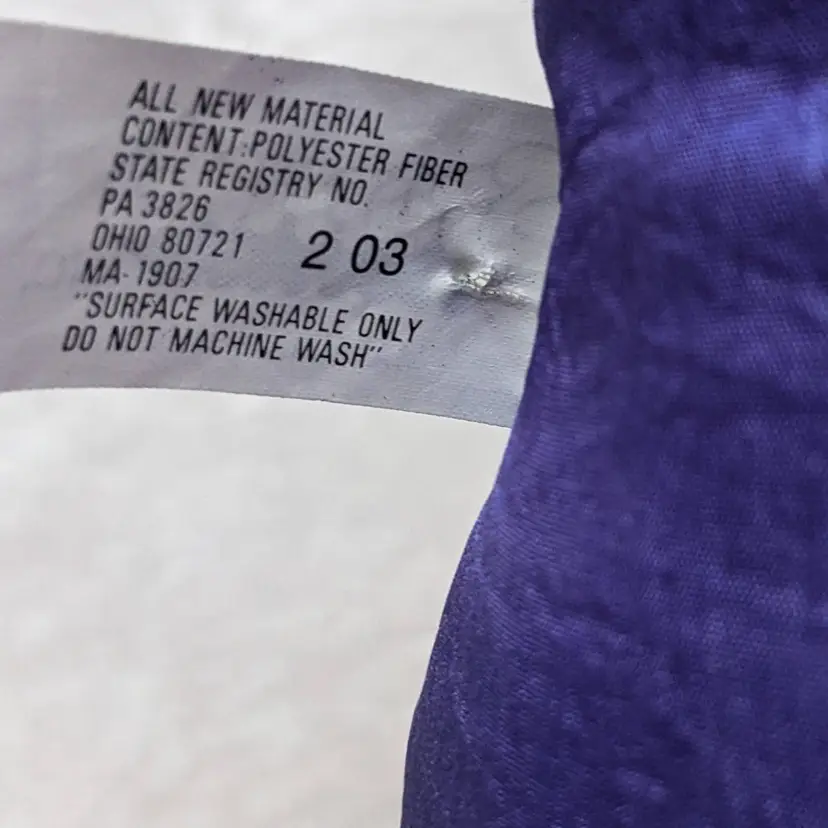 ALL NEW MATERIAL
CONTENT:POLYESTER FIBER
STATE REGISTRY NO.
PA 3826
OHIO 80721 2 03
MA-1907
"SURFACE WASHABLE ONLY
DO NOT MACHINE WASH"